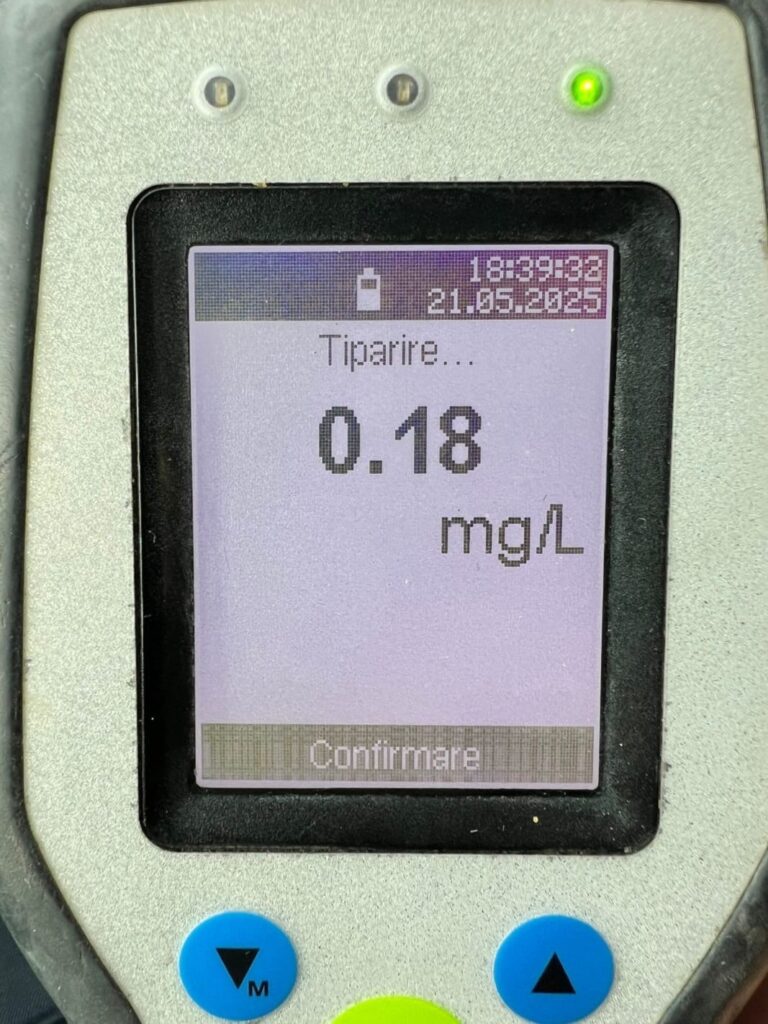 18:39:32
21.05.2025
Tiparire...
0.18
mg/L
Confirmare
M